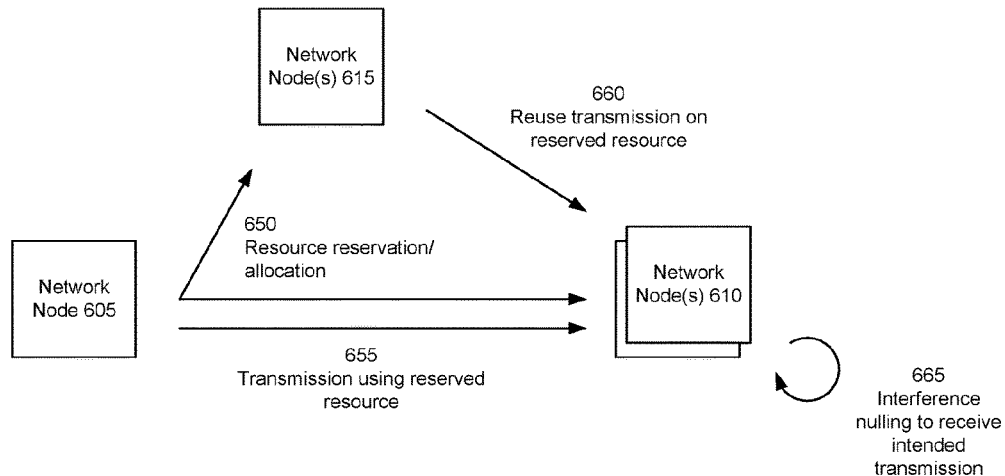 Network
Node(s) 615
660
Reuse transmission on
reserved resource
650
Resource reservation/
allocation
Network
Node 605
Network
Node(s) 610
655
Transmission using reserved
resource
665
Interference
nulling to receive
intended
transmission